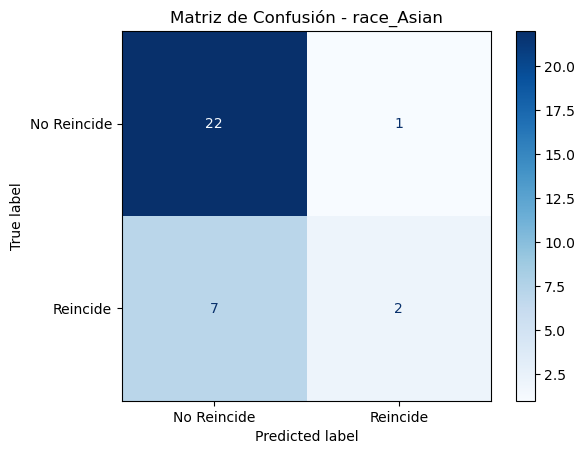 Matriz de Confusión - race_Asian
True label
No Reincide
Reincide
22
1
7
2
No Reincide
Reincide
Predicted label
20.0
17.5
15.0
12.5
10.0
7.5
5.0
2.5